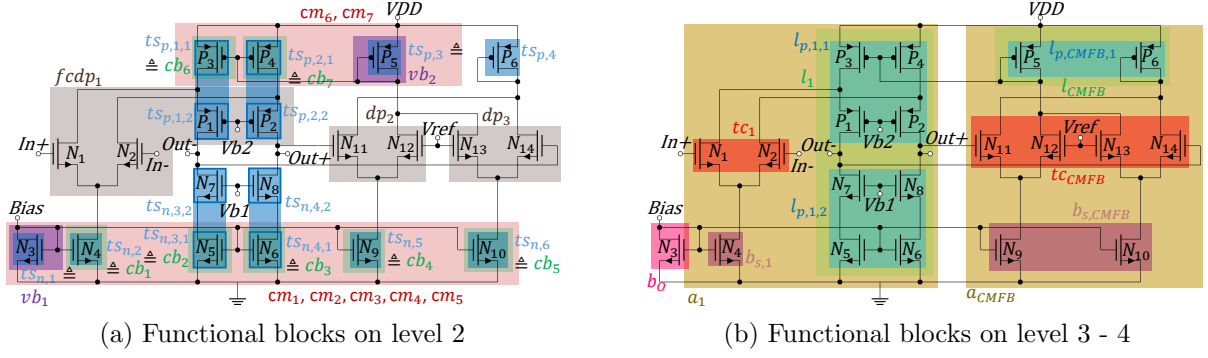 cm6, cm7
VDD
tsp,1,1
P3
P4
tsp,2,1
tsp,3
≜
P5
P6
tsp,4
≜ cb6
≜ cb7
vb2
fcdp1
tsp,1,2
P1
P2
tsp,2,2
dp2
dp3
In+
N1
N2
In-
Out-
Vb2
Out+
N11
N12
Vref
N13
N14
N7
N8
Vb1
tsn,3,2
tsn,4,2
Bias
N3
N4
tsn,2
≜ cb1
tsn,3,1
≜ cb2
N5
N6
tsn,4,1
≜ cb3
N9
tsn,5
≜ cb4
N10
tsn,6
≜ cb5
tsn,1
≜
vb1
cm1, cm2, cm3, cm4, cm5
(a) Functional blocks on level 2
VDD
lp,1,1
P3
P4
P5
lp,CMFB,1
P6
l1
lCMFB
P1
P2
tc1
In+
N1
N2
In-
Out-
Vb2
Out+
N11
N12
Vref
N13
N14
tcCMFB
N7
N8
Vb1
lp,1,2
Bias
N3
N4
bs,1
N5
N6
bs,CMFB
N9
N10
bO
a1
aCMFB
(b) Functional blocks on level 3 - 4